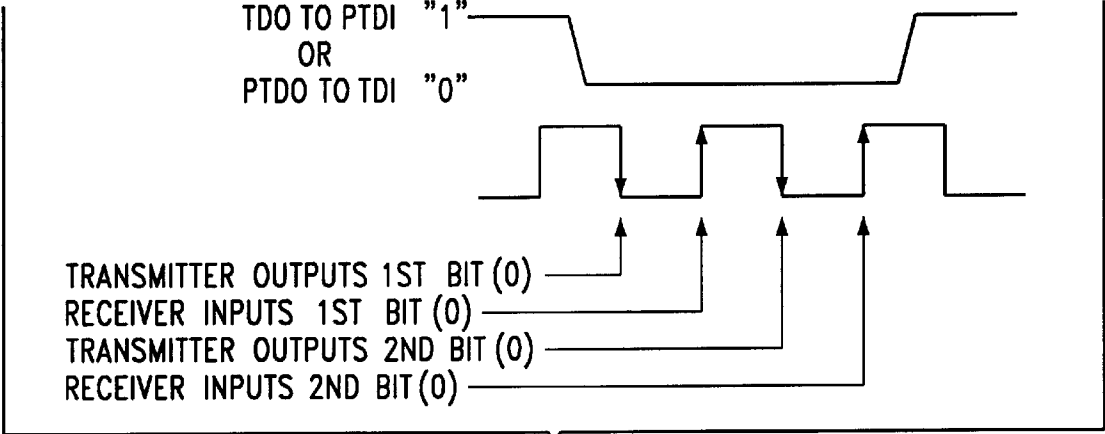 TDO TO PTDI "1"
OR
PTDO TO TDI "0"
TRANSMITTER OUTPUTS 1ST BIT (0)
RECEIVER INPUTS 1ST BIT (0)
TRANSMITTER OUTPUTS 2ND BIT (0)
RECEIVER INPUTS 2ND BIT (0)